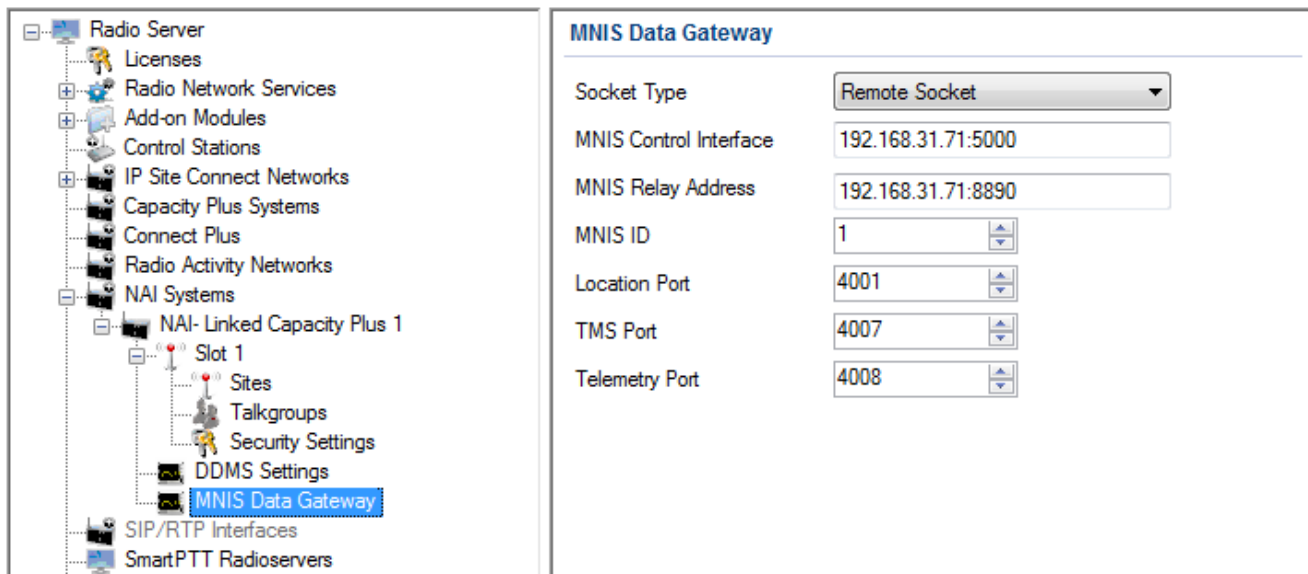 Radio Server
Licenses
Radio Network Services
Add-on Modules
Control Stations
IP Site Connect Networks
Capacity Plus Systems
Connect Plus
Radio Activity Networks
NAI Systems
NAI- Linked Capacity Plus 1
Slot 1
Sites
Talkgroups
Security Settings
DDMS Settings
MNIS Data Gateway
SIP/RTP Interfaces
SmartPTT Radioservers
MNIS Data Gateway
Socket Type Remote Socket
MNIS Control Interface 192.168.31.71:5000
MNIS Relay Address 192.168.31.71:8890
MNIS ID 1
Location Port 4001
TMS Port 4007
Telemetry Port 4008